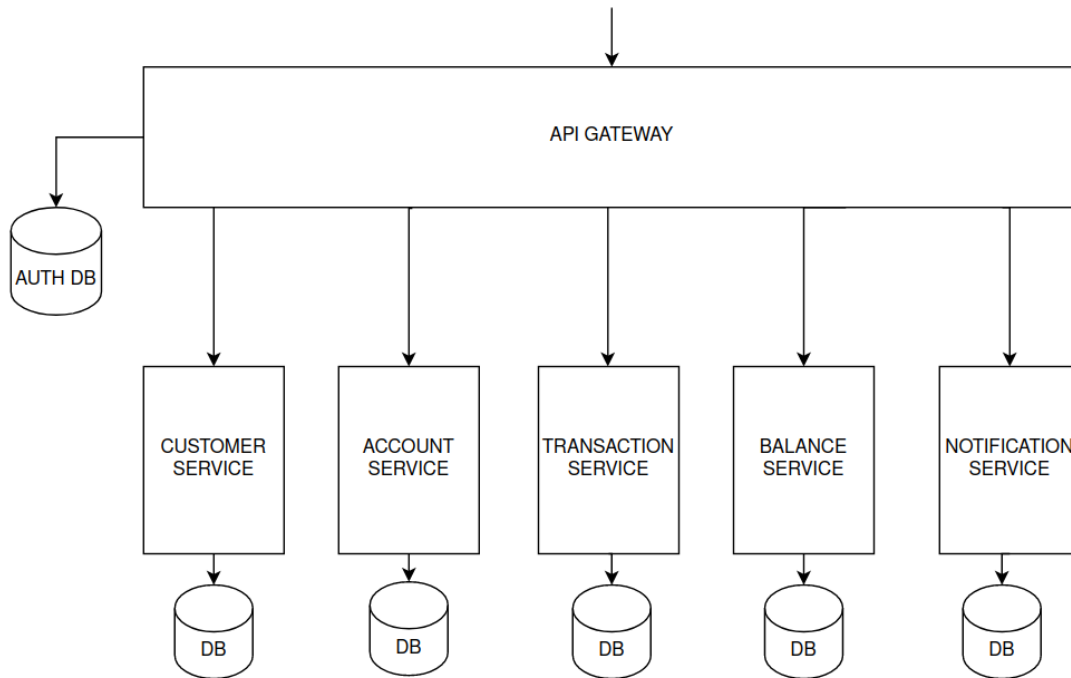 API GATEWAY
AUTH DB
CUSTOMER
SERVICE
ACCOUNT
SERVICE
TRANSACTION
SERVICE
BALANCE
SERVICE
NOTIFICATION
SERVICE
DB
DB
DB
DB
DB